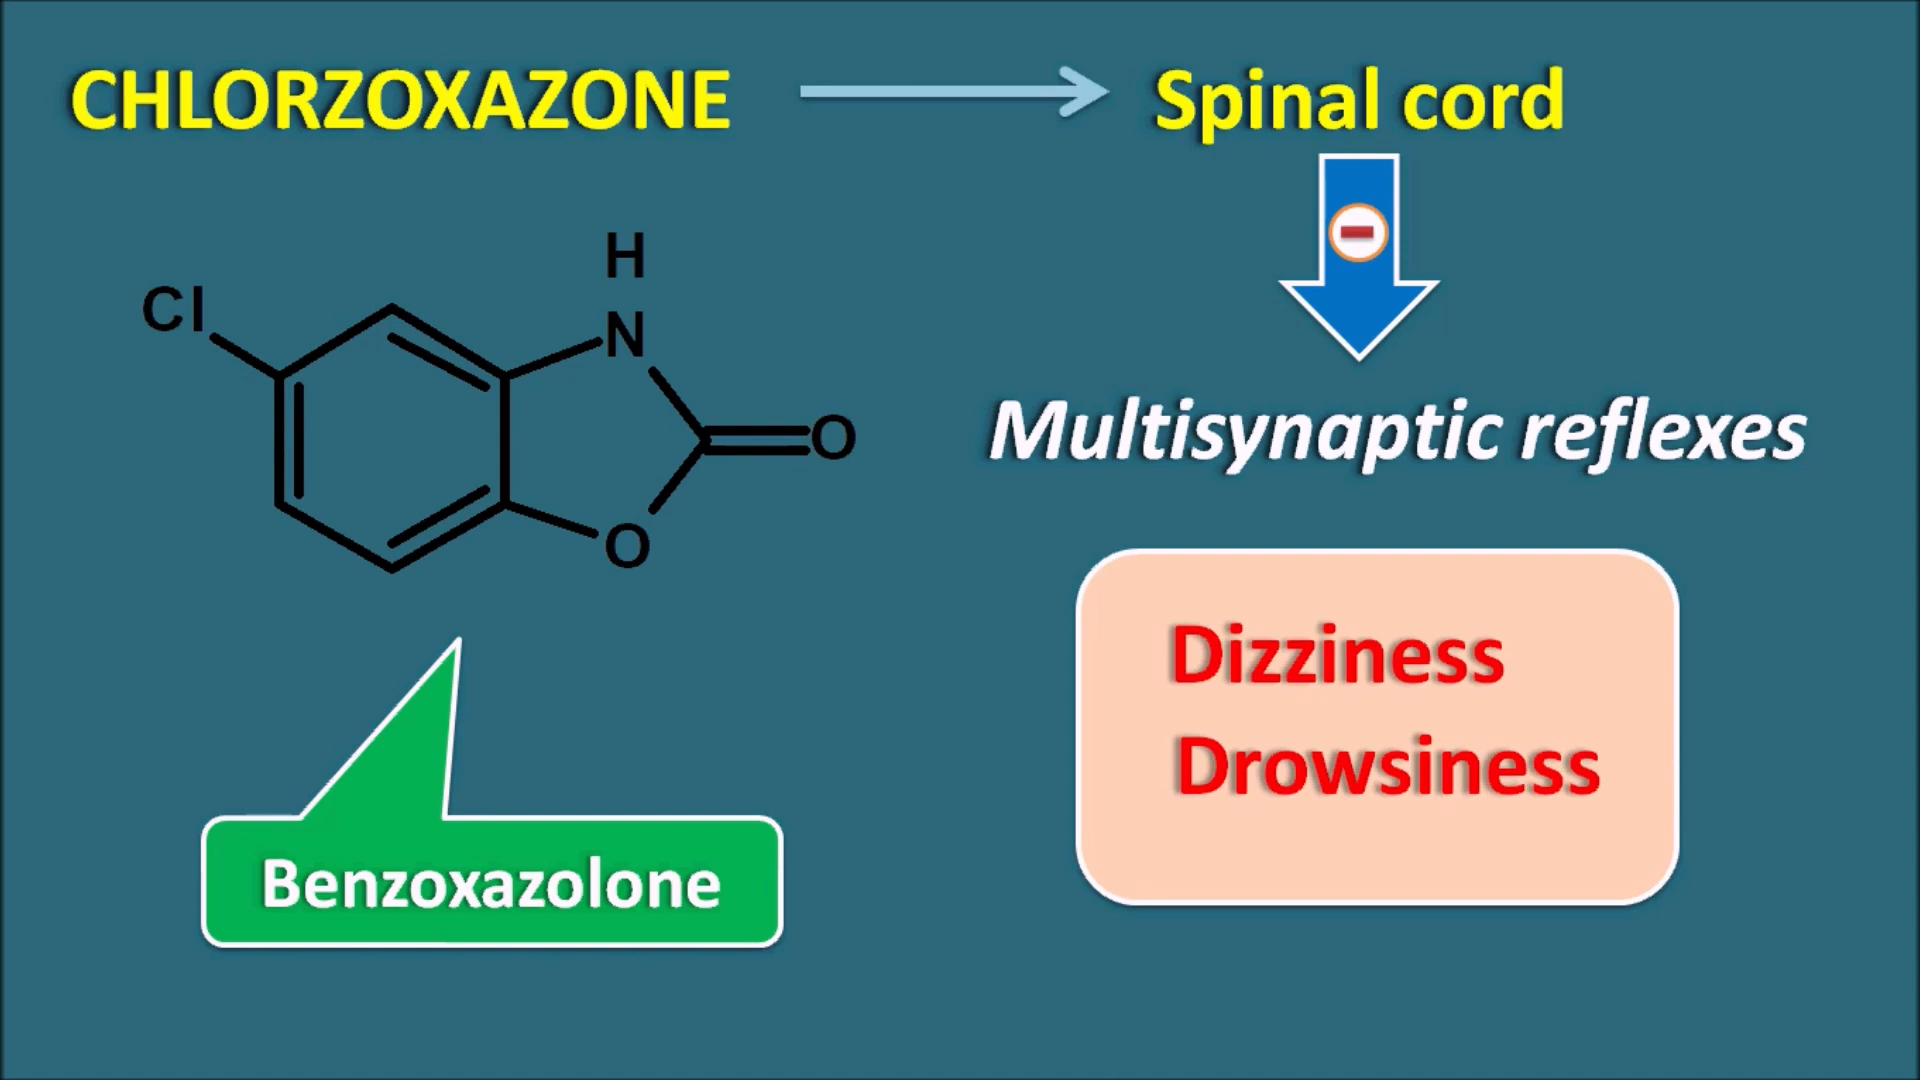 CHLORZOXAZONE
Spinal cord
H
Cl
N
O
O
Multisynaptic reflexes
Dizziness
Drowsiness
Benzoxazolone